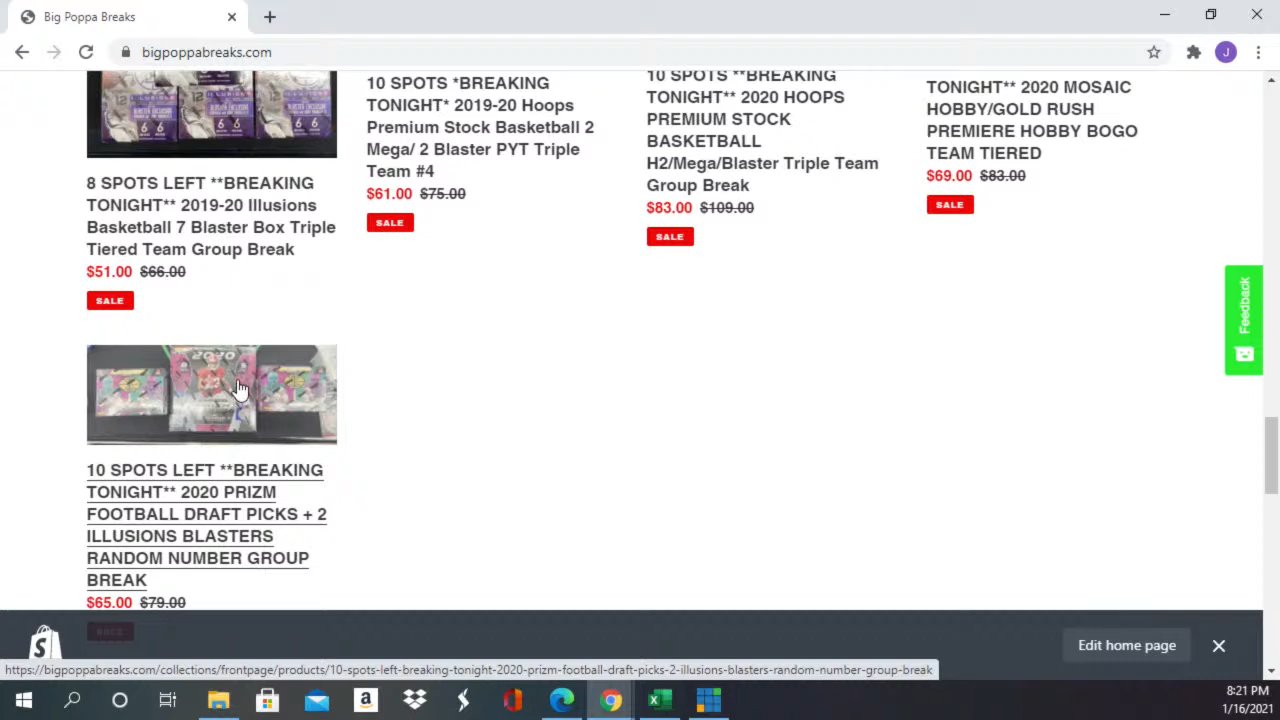 Big Poppa Breaks
bigpoppabreaks.com
J
8 SPOTS LEFT **BREAKING
TONIGHT** 2019-20 Illusions
Basketball 7 Blaster Box Triple
Tiered Team Group Break
$51.00 $66.00
SALE
10 SPOTS *BREAKING
TONIGHT* 2019-20 Hoops
Premium Stock Basketball 2
Mega/ 2 Blaster PYT Triple
Team #4
$61.00 $75.00
SALE
10 SPOTS **BREAKING
TONIGHT** 2020 HOOPS
PREMIUM STOCK
BASKETBALL
H2/Mega/Blaster Triple Team
Group Break
$83.00 $109.00
SALE
TONIGHT** 2020 MOSAIC
HOBBY/GOLD RUSH
PREMIERE HOBBY BOGO
TEAM TIERED
$69.00 $83.00
SALE
Feedback
2020
10 SPOTS LEFT **BREAKING
TONIGHT** 2020 PRIZM
FOOTBALL DRAFT PICKS + 2
ILLUSIONS BLASTERS
RANDOM NUMBER GROUP
BREAK
$65.00 $79.00
SALE
Edit home page
https://bigpoppabreaks.com/collections/frontpage/products/10-spots-left-breaking-tonight-2020-prizm-football-draft-picks-2-illusions-blasters-random-number-group-break
8:21 PM
1/16/2021